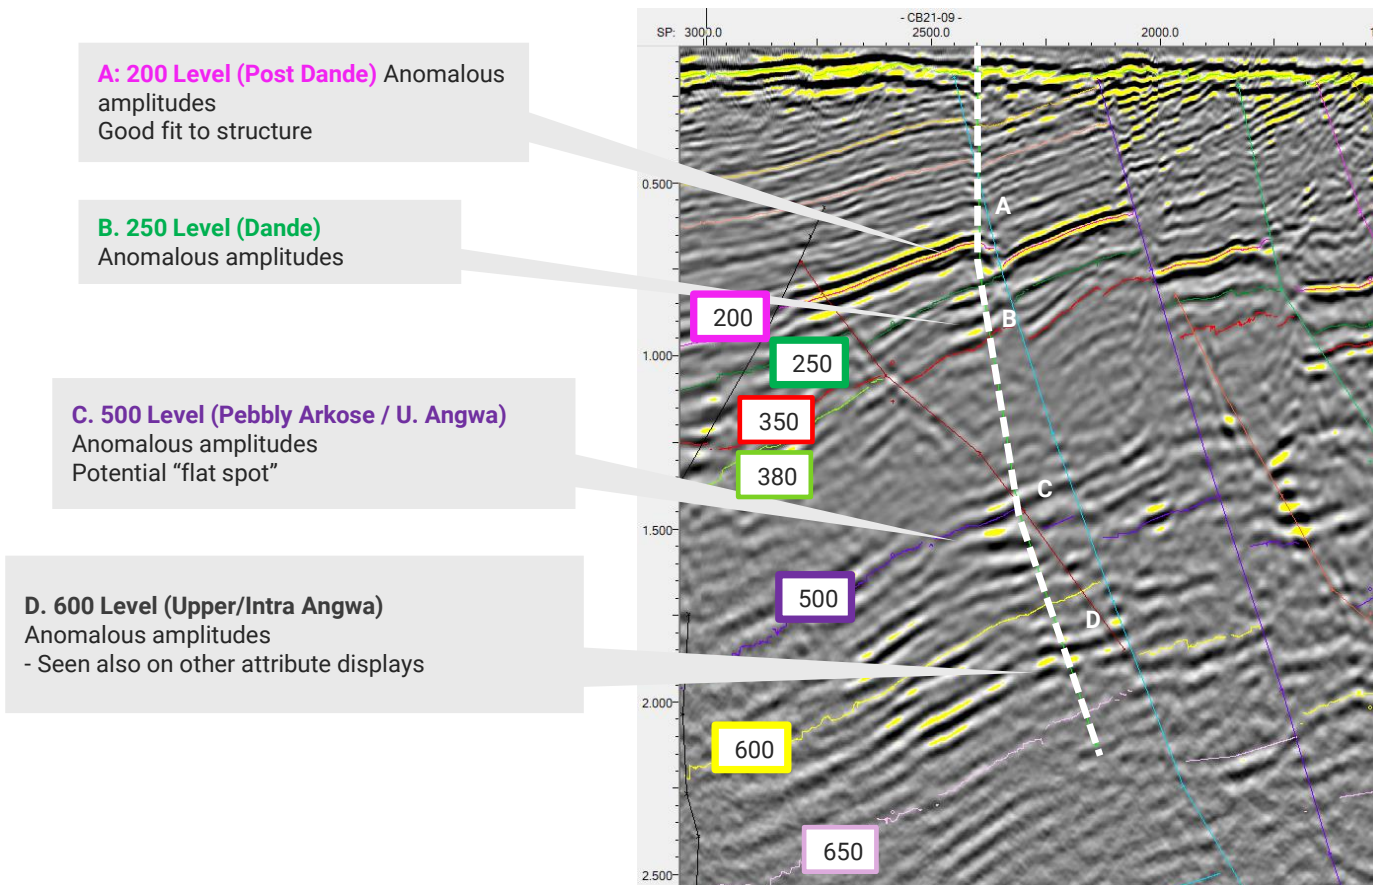 - CB21-09 -
SP: 3000.0 2500.0 2000.0
A: 200 Level (Post Dande) Anomalous
amplitudes
Good fit to structure
0.500
B. 250 Level (Dande)
Anomalous amplitudes
A
200
B
1.000
250
350
C. 500 Level (Pebbly Arkose / U. Angwa)
Anomalous amplitudes
Potential “flat spot”
380
C
1.500
500
D. 600 Level (Upper/Intra Angwa)
Anomalous amplitudes
- Seen also on other attribute displays
D
2.000
600
650
2.500